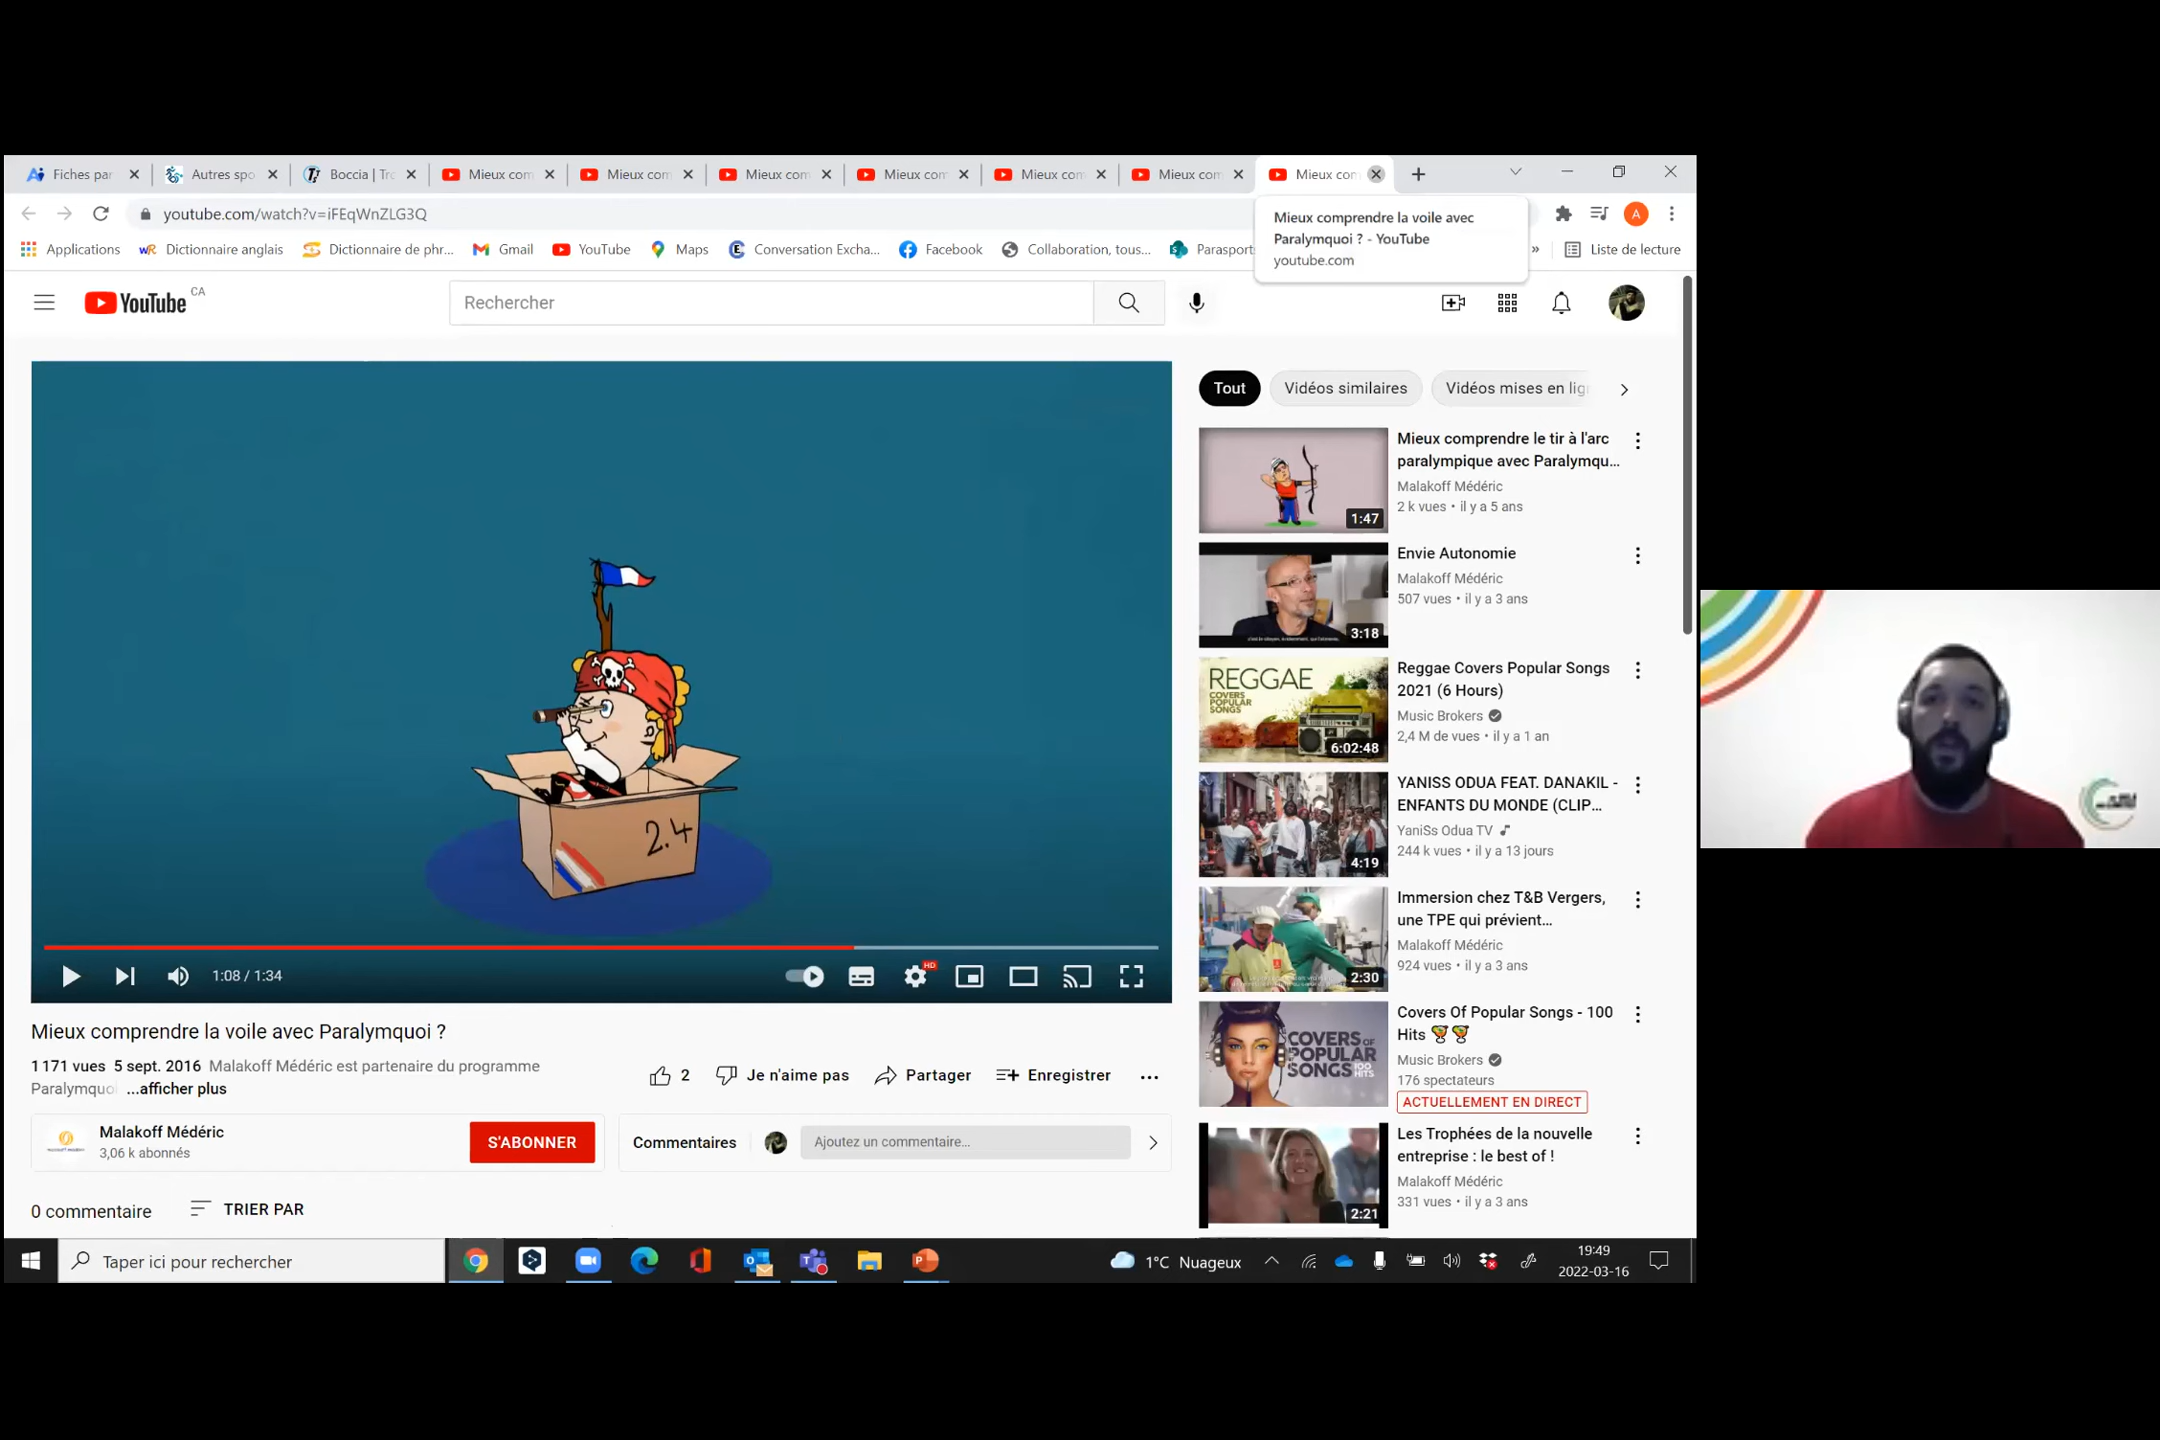 Fiches par
Autres spo
Boccia | Tro
Mieux com
Mieux com
Mieux com
Mieux com
Mieux com
Mieux com
Mieux com
youtube.com/watch?v=iFEqWnZLG3Q
A
Mieux comprendre la voile avec
Paralymquoi ? - YouTube
youtube.com
Applications
Dictionnaire anglais
Dictionnaire de phr...
Gmail
YouTube
Maps
Conversation Excha...
Facebook
Collaboration, tous...
Parasports
»
Liste de lecture
YouTube CA
Rechercher
Tout
Vidéos similaires
Vidéos mises en lig
2.4
1:08 / 1:34
HD
Mieux comprendre la voile avec Paralymquoi ?
1 171 vues 5 sept. 2016 Malakoff Médéric est partenaire du programme
Paralymquoi ...afficher plus
2
Je n'aime pas
Partager
Enregistrer
Malakoff Médéric
3,06 k abonnés
S'ABONNER
Commentaires
Ajoutez un commentaire...
0 commentaire
TRIER PAR
1:47
Mieux comprendre le tir à l'arc
paralympique avec Paralymqu...
Malakoff Médéric
2 k vues • il y a 5 ans
3:18
Envie Autonomie
Malakoff Médéric
507 vues • il y a 3 ans
REGGAE
COVERS
POPULAR
SONGS
6:02:48
Reggae Covers Popular Songs
2021 (6 Hours)
Music Brokers
2,4 M de vues • il y a 1 an
4:19
YANISS ODUA FEAT. DANAKIL -
ENFANTS DU MONDE (CLIP...
YaniSs Odua TV
244 k vues • il y a 13 jours
2:30
Immersion chez T&B Vergers,
une TPE qui prévient...
Malakoff Médéric
924 vues • il y a 3 ans
COVERS OF
POPULAR
SONGS 100
HITS
Covers Of Popular Songs - 100
Hits
Music Brokers
176 spectateurs
ACTUELLEMENT EN DIRECT
2:21
Les Trophées de la nouvelle
entreprise : le best of !
Malakoff Médéric
331 vues • il y a 3 ans
Taper ici pour rechercher
1°C Nuageux
19:49
2022-03-16